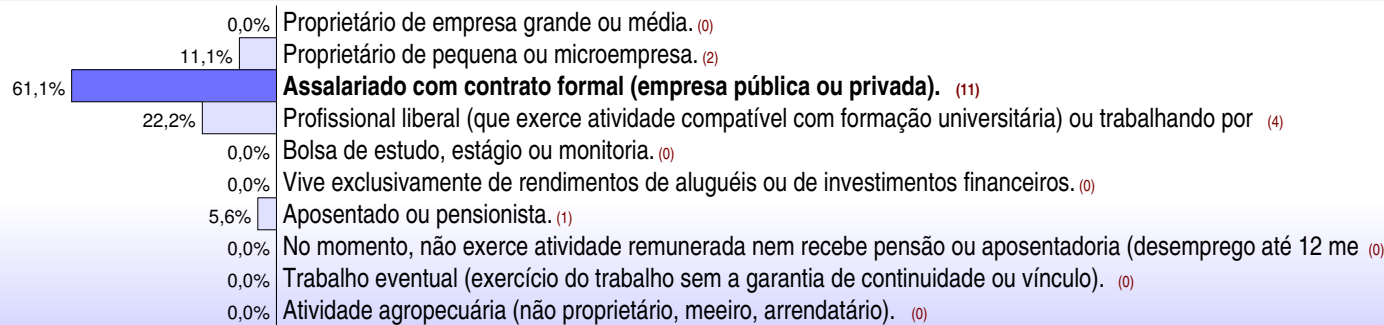 0,0% Proprietário de empresa grande ou média. (0)
11,1% Proprietário de pequena ou microempresa. (2)
61,1% Assalariado com contrato formal (empresa pública ou privada). (11)
22,2% Profissional liberal (que exerce atividade compatível com formação universitária) ou trabalhando por (4)
0,0% Bolsa de estudo, estágio ou monitoria. (0)
0,0% Vive exclusivamente de rendimentos de aluguéis ou de investimentos financeiros. (0)
5,6% Aposentado ou pensionista. (1)
0,0% No momento, não exerce atividade remunerada nem recebe pensão ou aposentadoria (desemprego até 12 me (0)
0,0% Trabalho eventual (exercício do trabalho sem a garantia de continuidade ou vínculo). (0)
0,0% Atividade agropecuária (não proprietário, meeiro, arrendatário). (0)